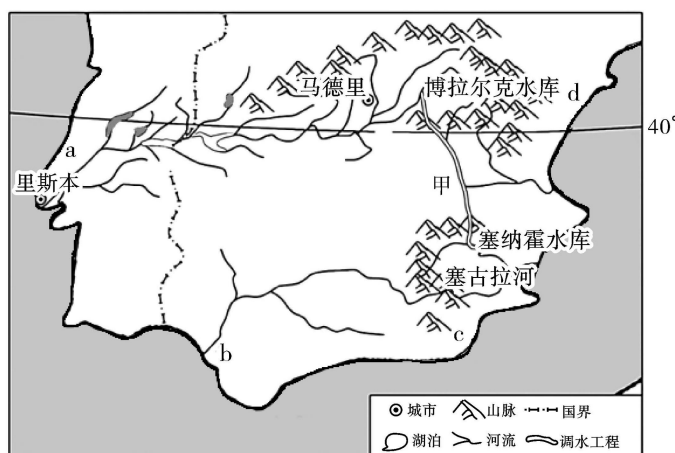 马德里
博拉尔克水库
d
40°
a
里斯本
甲
塞纳霍水库
塞古拉河
c
b
城市 山脉 国界
湖泊 河流 调水工程